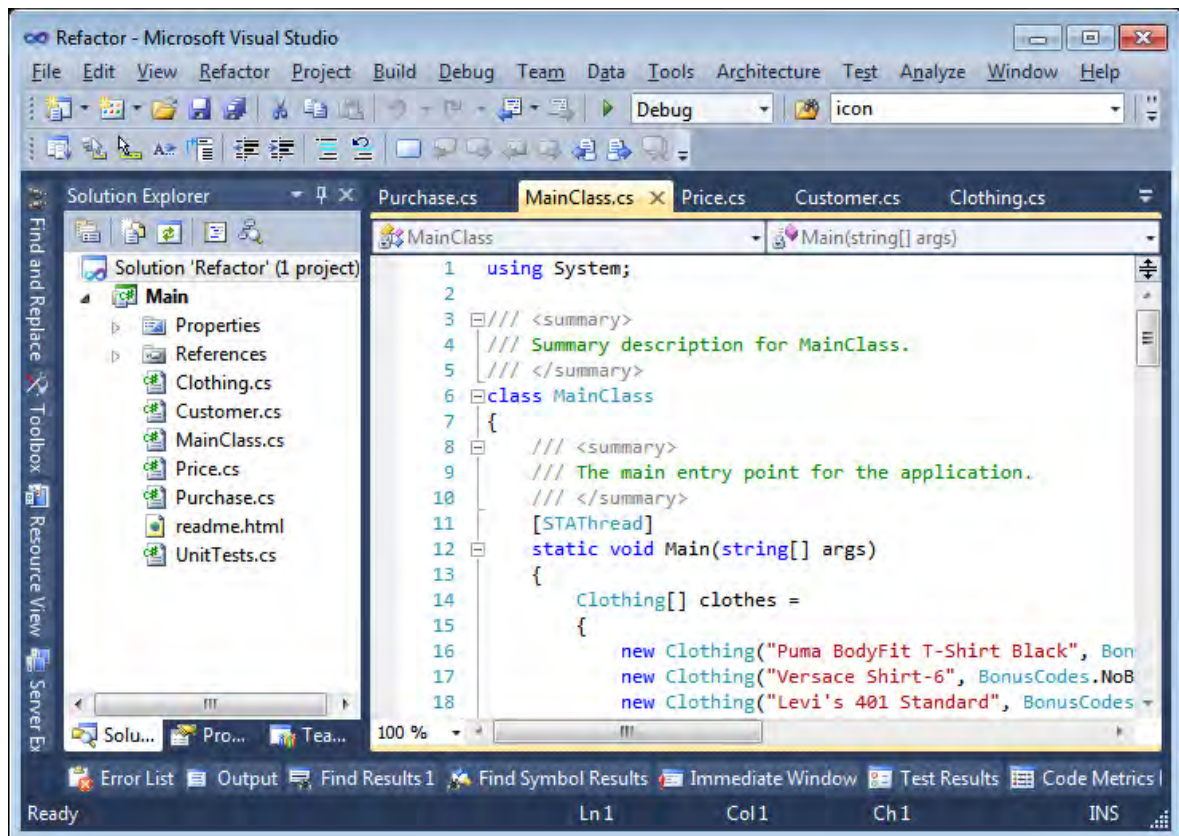 Refactor - Microsoft Visual Studio
File Edit View Refactor Project Build Debug Team Data Tools Architecture Test Analyze Window Help
Debug icon
Find and Replace
Toolbox
Resource View
Server Ex
Solution Explorer
Solution 'Refactor' (1 project)
Main
Properties
References
Clothing.cs
Customer.cs
MainClass.cs
Price.cs
Purchase.cs
readme.html
UnitTests.cs
Solu... Pro... Tea...
Purchase.cs MainClass.cs Price.cs Customer.cs Clothing.cs
MainClass Main(string[] args)
1 using System;
2
3 /// <summary>
4 /// Summary description for MainClass.
5 /// </summary>
6 class MainClass
7 {
8 /// <summary>
9 /// The main entry point for the application.
10 /// </summary>
11 [STAThread]
12 static void Main(string[] args)
13 {
14 Clothing[] clothes =
15 {
16 new Clothing("Puma BodyFit T-Shirt Black", Bon
17 new Clothing("Versace Shirt-6", BonusCodes.NoB
18 new Clothing("Levi's 401 Standard", BonusCodes
100 %
Error List Output Find Results 1 Find Symbol Results Immediate Window Test Results Code Metrics
Ready Ln 1 Col 1 Ch 1 INS